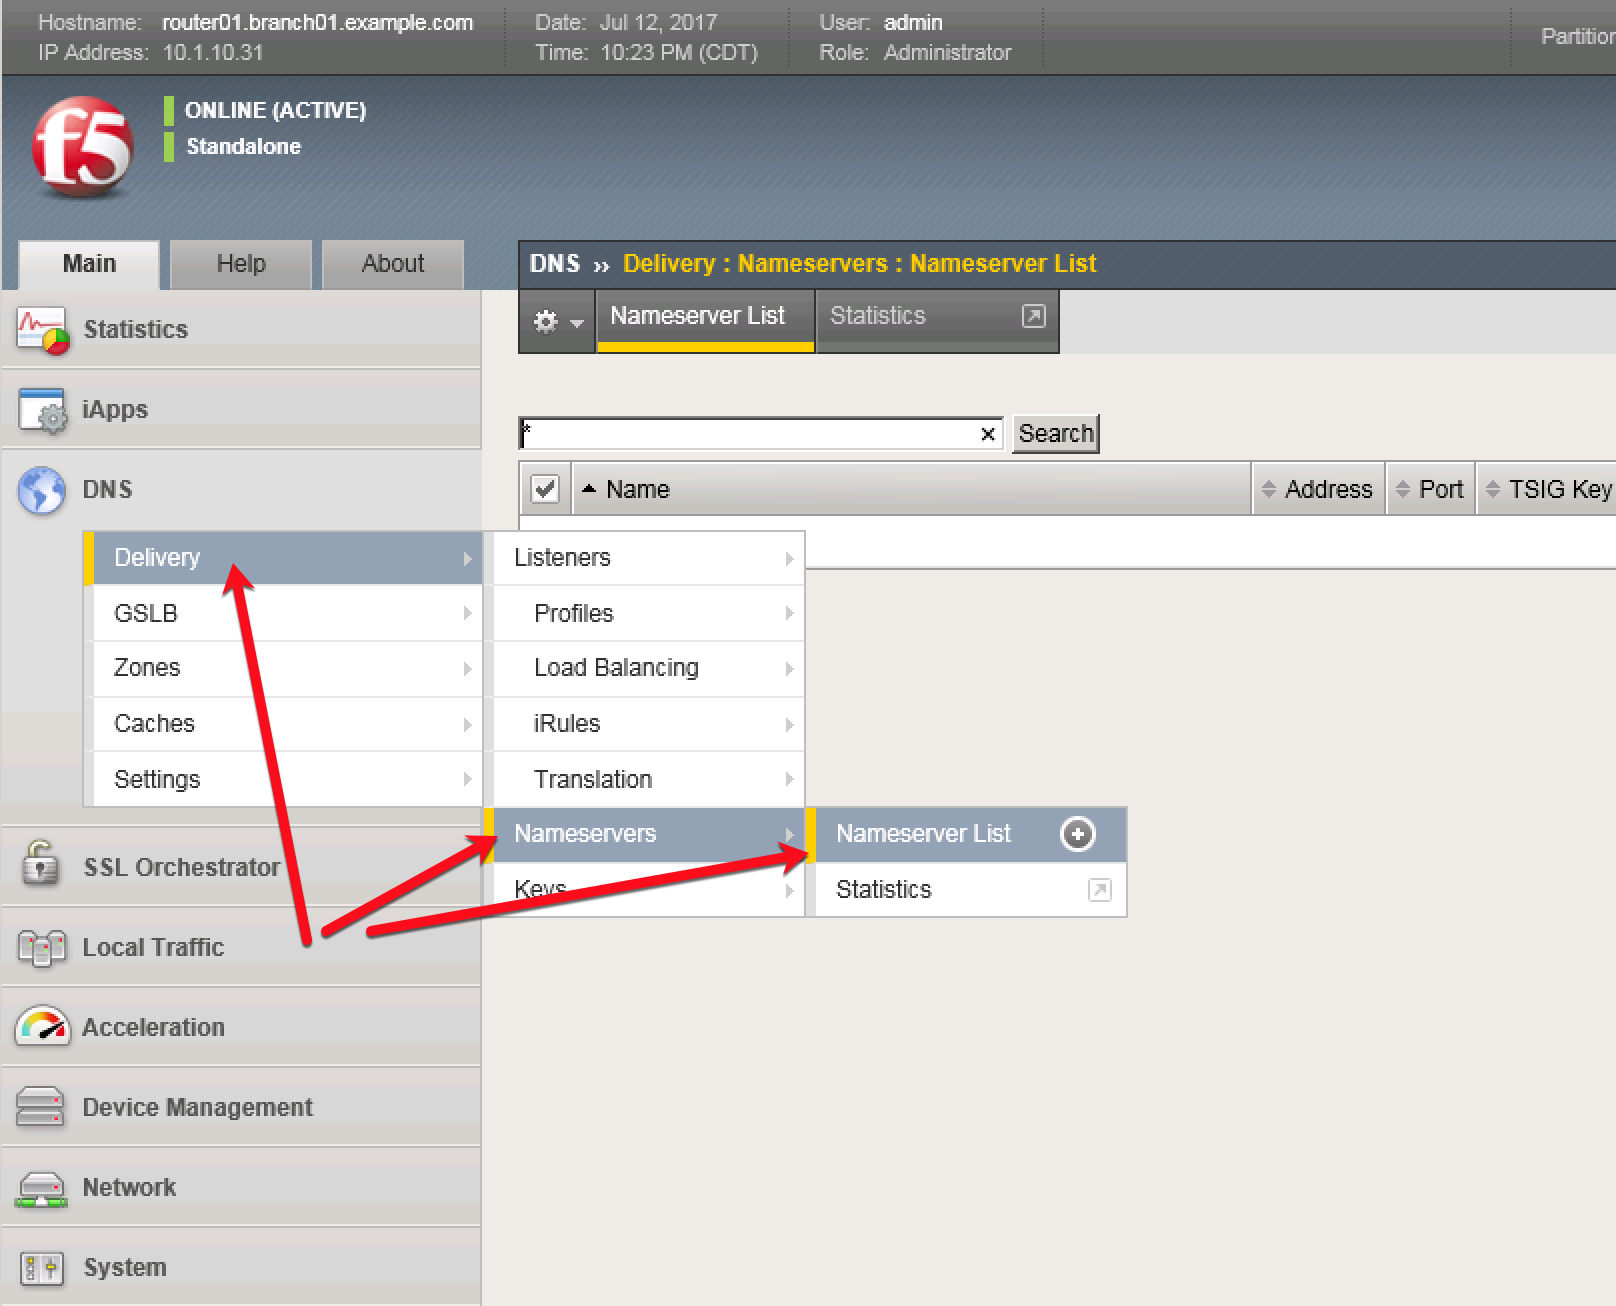 Hostname: router01.branch01.example.com Date: Jul 12, 2017 User: admin
IP Address: 10.1.10.31 Time: 10:23 PM (CDT) Role: Administrator
Partition
f5
ONLINE (ACTIVE)
Standalone
Main Help About
DNS ›› Delivery : Nameservers : Nameserver List
Nameserver List Statistics
Statistics
iApps
* × Search
DNS
Name Address Port TSIG Key
Delivery
GSLB
Zones
Caches
Settings
Listeners
Profiles
Load Balancing
iRules
Translation
Nameservers
Keys
Nameserver List
Statistics
SSL Orchestrator
Local Traffic
Acceleration
Device Management
Network
System